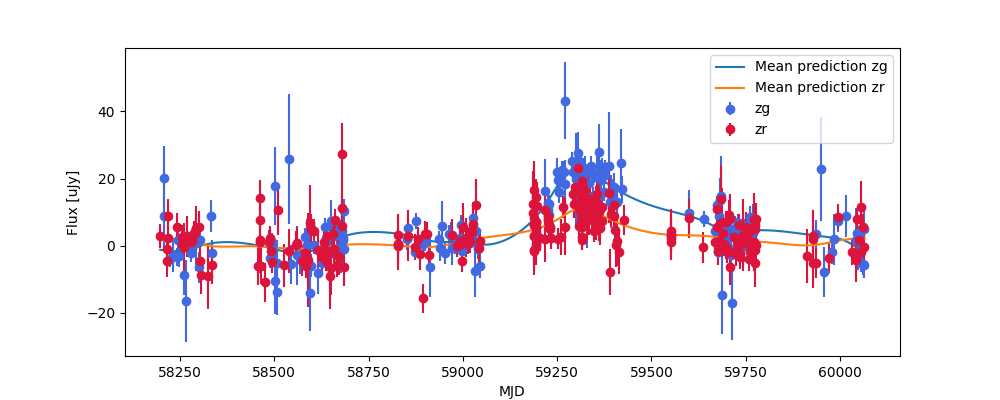 Mean prediction zg
Mean prediction zr
zg
zr
40
20
0
−20
Flux [uJy]
58250 58500 58750 59000 59250 59500 59750 60000
MJD